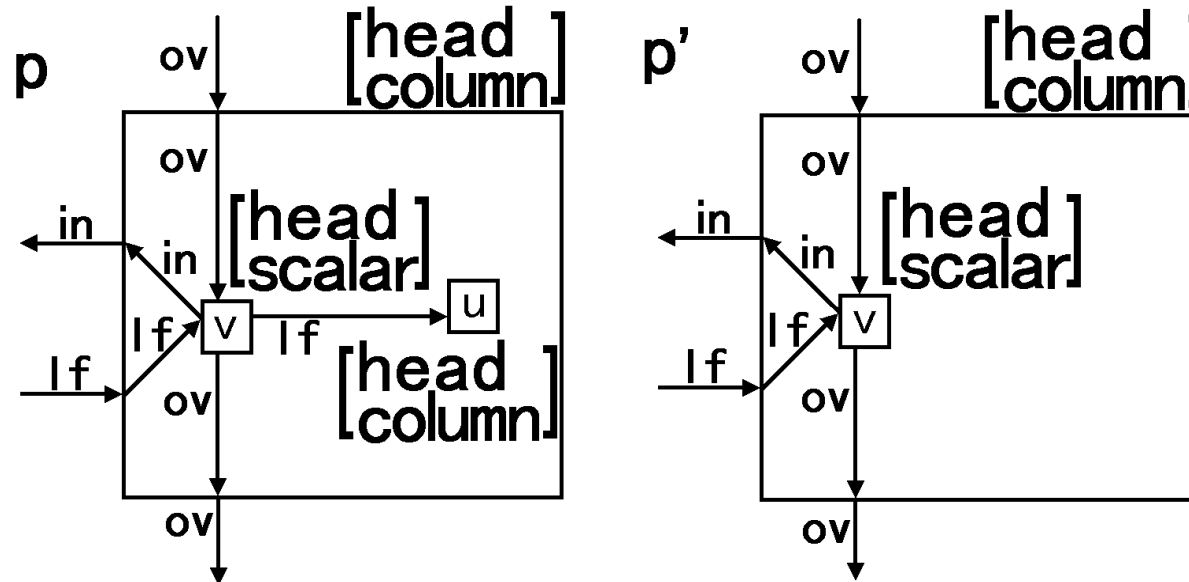 p
ov
[head
column]
ov
in
in
[head
scalar]
v
u
lf
lf
lf
[head
column]
ov
ov
p’
ov
[head
column]
ov
in
in
[head
scalar]
v
lf
lf
ov
ov